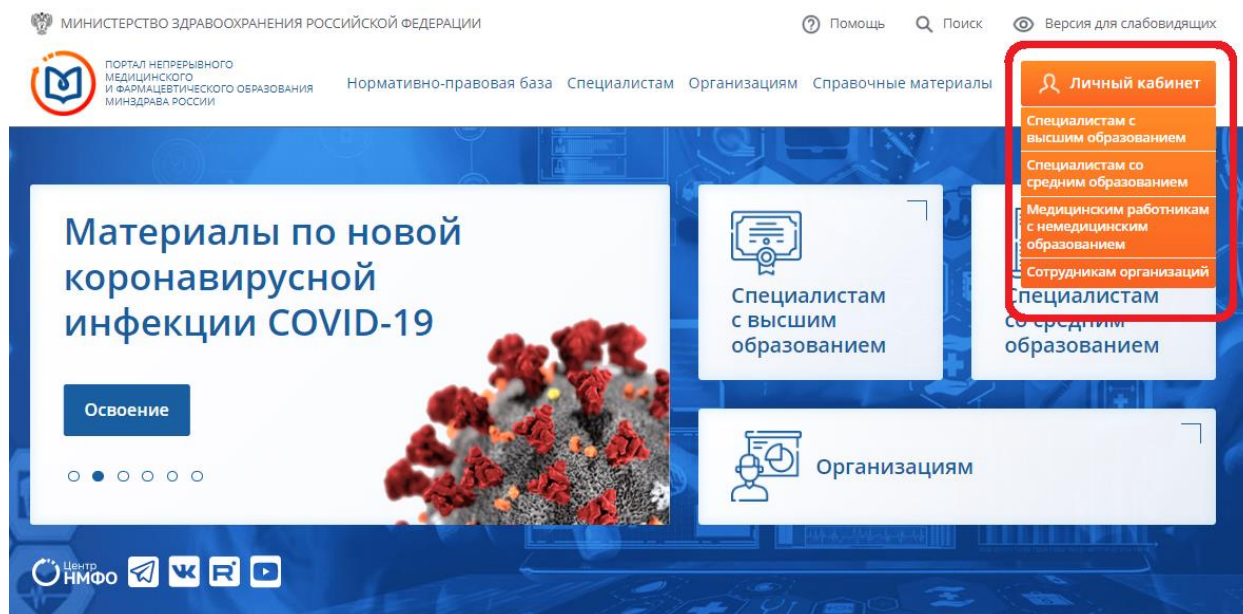 МИНИСТЕРСТВО ЗДРАВООХРАНЕНИЯ РОССИЙСКОЙ ФЕДЕРАЦИИ
Помощь
Поиск
Версия для слабовидящих
ПОРТАЛ НЕПРЕРЫВНОГО
МЕДИЦИНСКОГО
И ФАРМАЦЕВТИЧЕСКОГО ОБРАЗОВАНИЯ
МИНЗДРАВА РОССИИ
Нормативно-правовая база
Специалистам
Организациям
Справочные материалы
Личный кабинет
Специалистам с
высшим образованием
Специалистам со
средним образованием
Медицинским работникам
с немедицинским
образованием
Сотрудникам организаций
Материалы по новой
коронавирусной
инфекции COVID-19
Освоение
Специалистам
с высшим
образованием
Специалистам
со средним
образованием
Организациям
Центр
НМФО